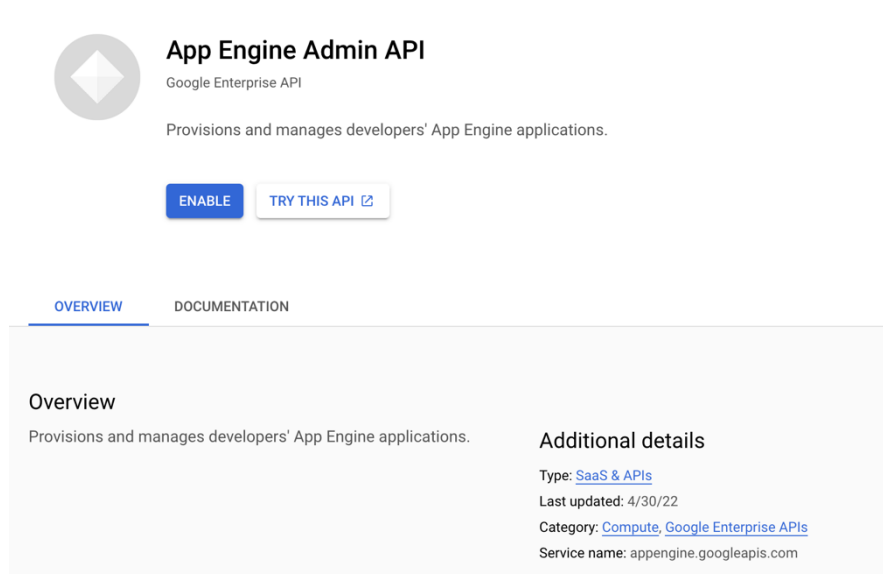 App Engine Admin API
Google Enterprise API
Provisions and manages developers' App Engine applications.
ENABLE
TRY THIS API
OVERVIEW
DOCUMENTATION
Overview
Provisions and manages developers' App Engine applications.
Additional details
Type: SaaS & APIs
Last updated: 4/30/22
Category: Compute, Google Enterprise APIs
Service name: appengine.googleapis.com